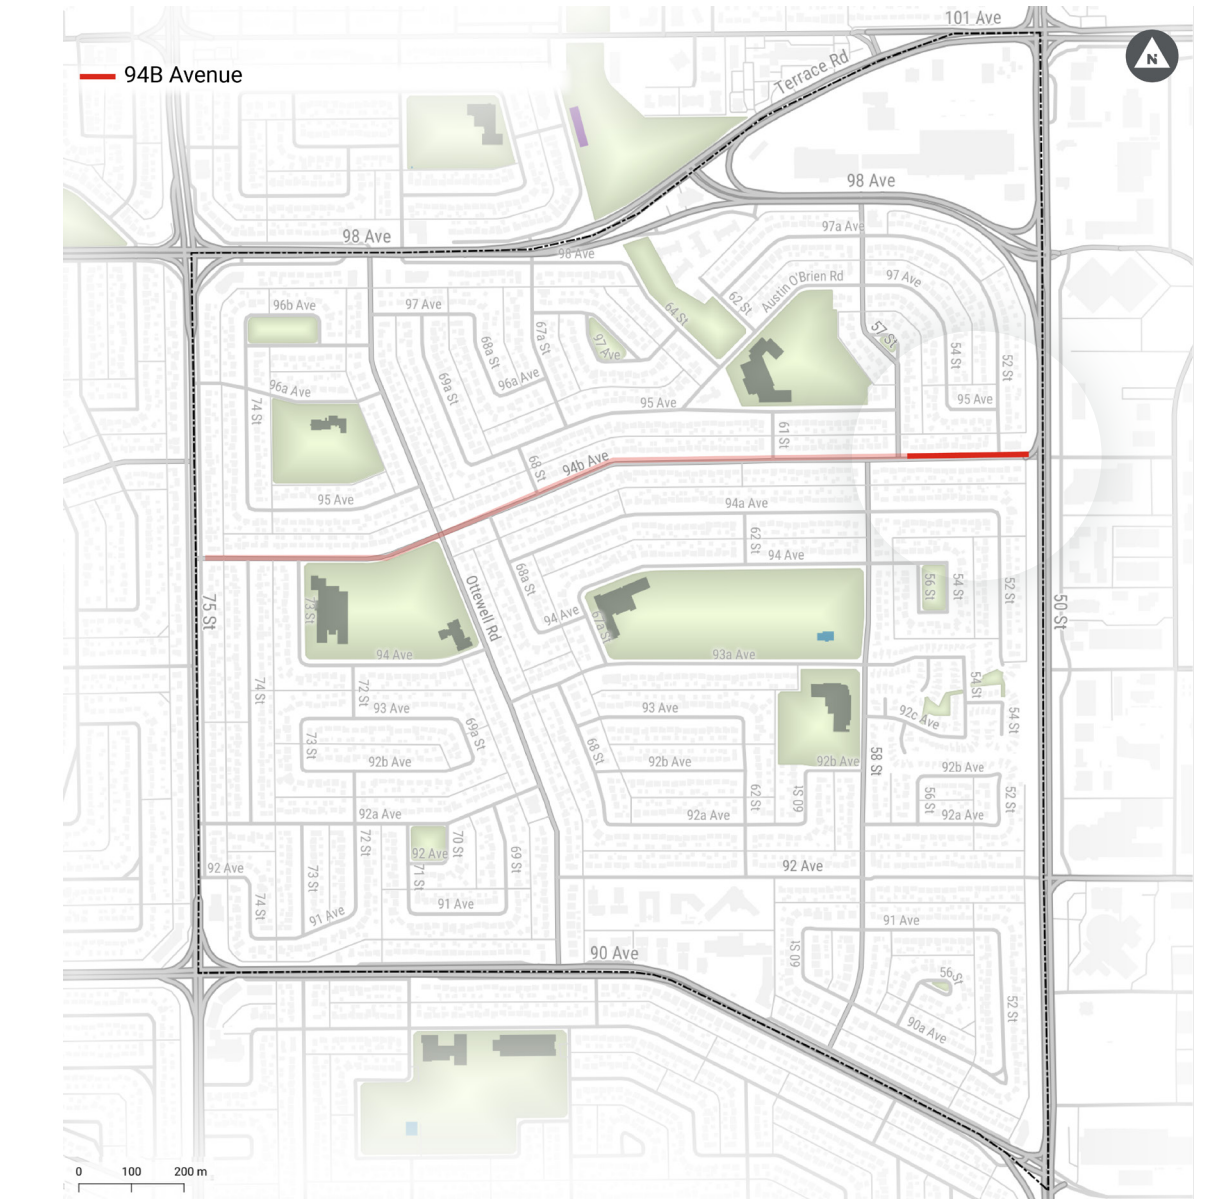 101 Ave
94B Avenue
N
Terrace Rd
98 Ave
97a Ave
98 Ave
98 Ave
Austin O'Brien Rd
97 Ave
96b Ave
97 Ave
62 St
64 St
67a St
57 St
68a St
97 Ave
54 St
52 St
96a Ave
96a Ave
69a St
74 St
95 Ave
95 Ave
61 St
94b Ave
68 St
95 Ave
94a Ave
62 St
94 Ave
68a St
56 St
54 St
52 St
Ottewell Rd
75 St
73 St
94 Ave
67a St
50 St
94 Ave
93a Ave
74 St
72 St
54 St
93 Ave
93 Ave
92c Ave
54 St
69a St
73 St
68 St
92b Ave
92b Ave
92b Ave
58 St
92b Ave
62 St
60 St
56 St
52 St
92a Ave
92a Ave
92a Ave
72 St
70 St
92 Ave
69 St
92 Ave
92 Ave
73 St
71 St
74 St
91 Ave
91 Ave
91 Ave
90 Ave
60 St
56 St
52 St
90a Ave
0 100 200 m